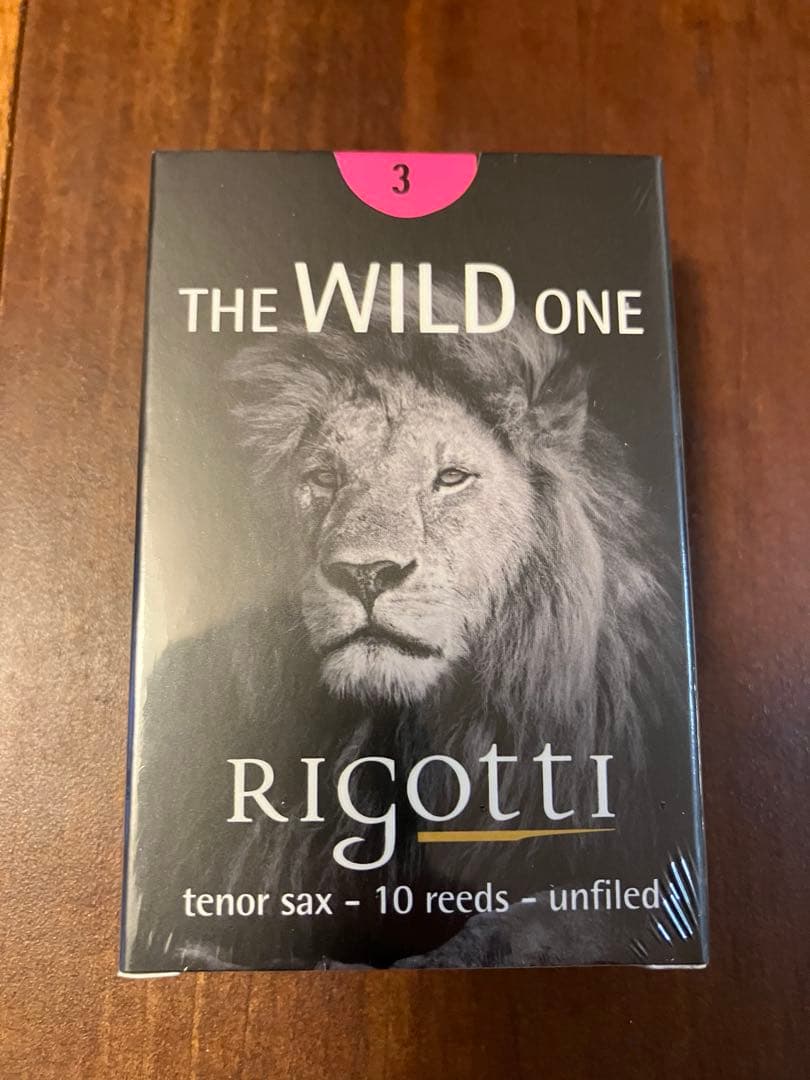 3
THE WILD ONE
RIGOTTI
tenor sax - 10 reeds - unfiled